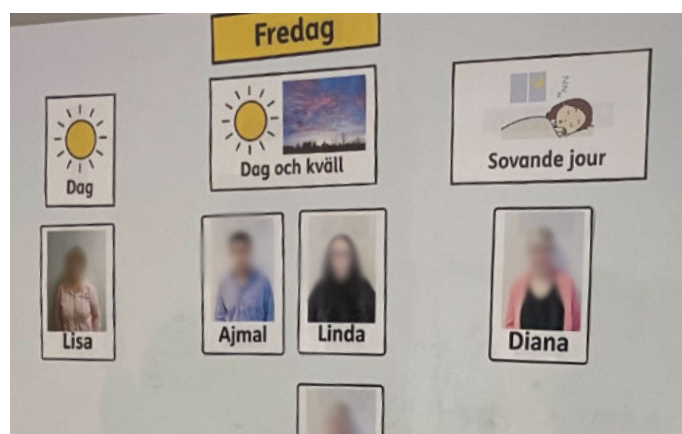 Fredag
Dag
Dag och kväll
Sovande jour
Lisa
Ajmal
Linda
Diana